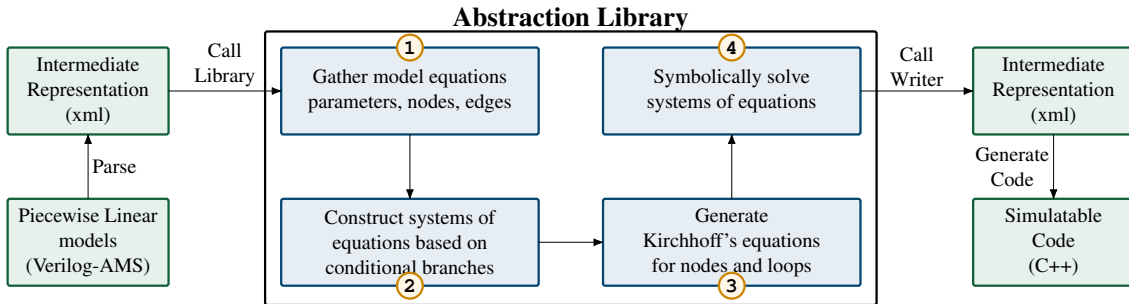 Abstraction Library
Intermediate
Representation
(xml)
Call
Library
1
Gather model equations
parameters, nodes, edges
4
Symbolically solve
systems of equations
Call
Writer
Intermediate
Representation
(xml)
Parse
Generate
Code
Piecewise Linear
models
(Verilog-AMS)
Construct systems of
equations based on
conditional branches
2
Generate
Kirchhoff's equations
for nodes and loops
3
Simulatable
Code
(C++)